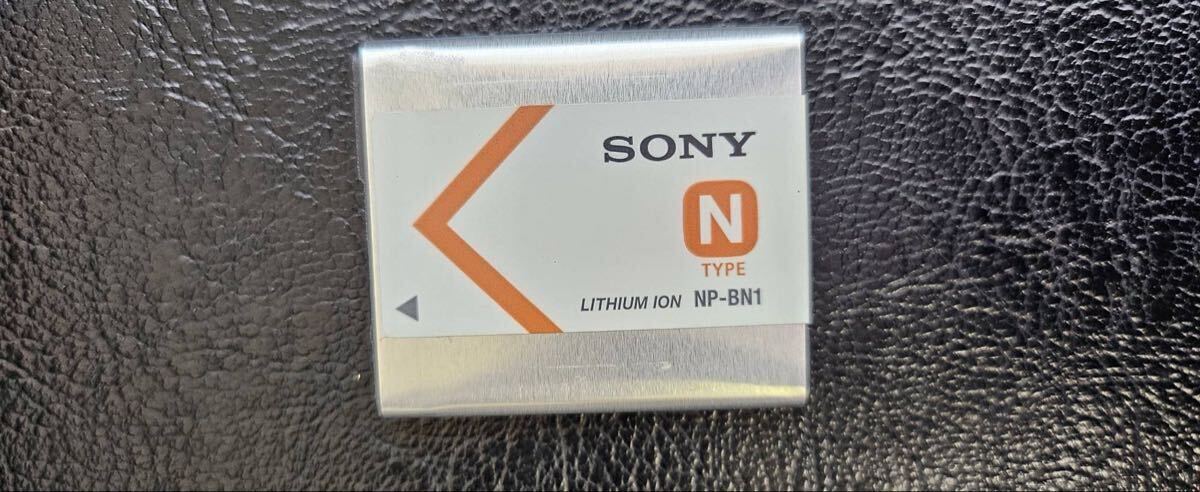 SONY
N
TYPE
LITHIUM ION NP-BN1